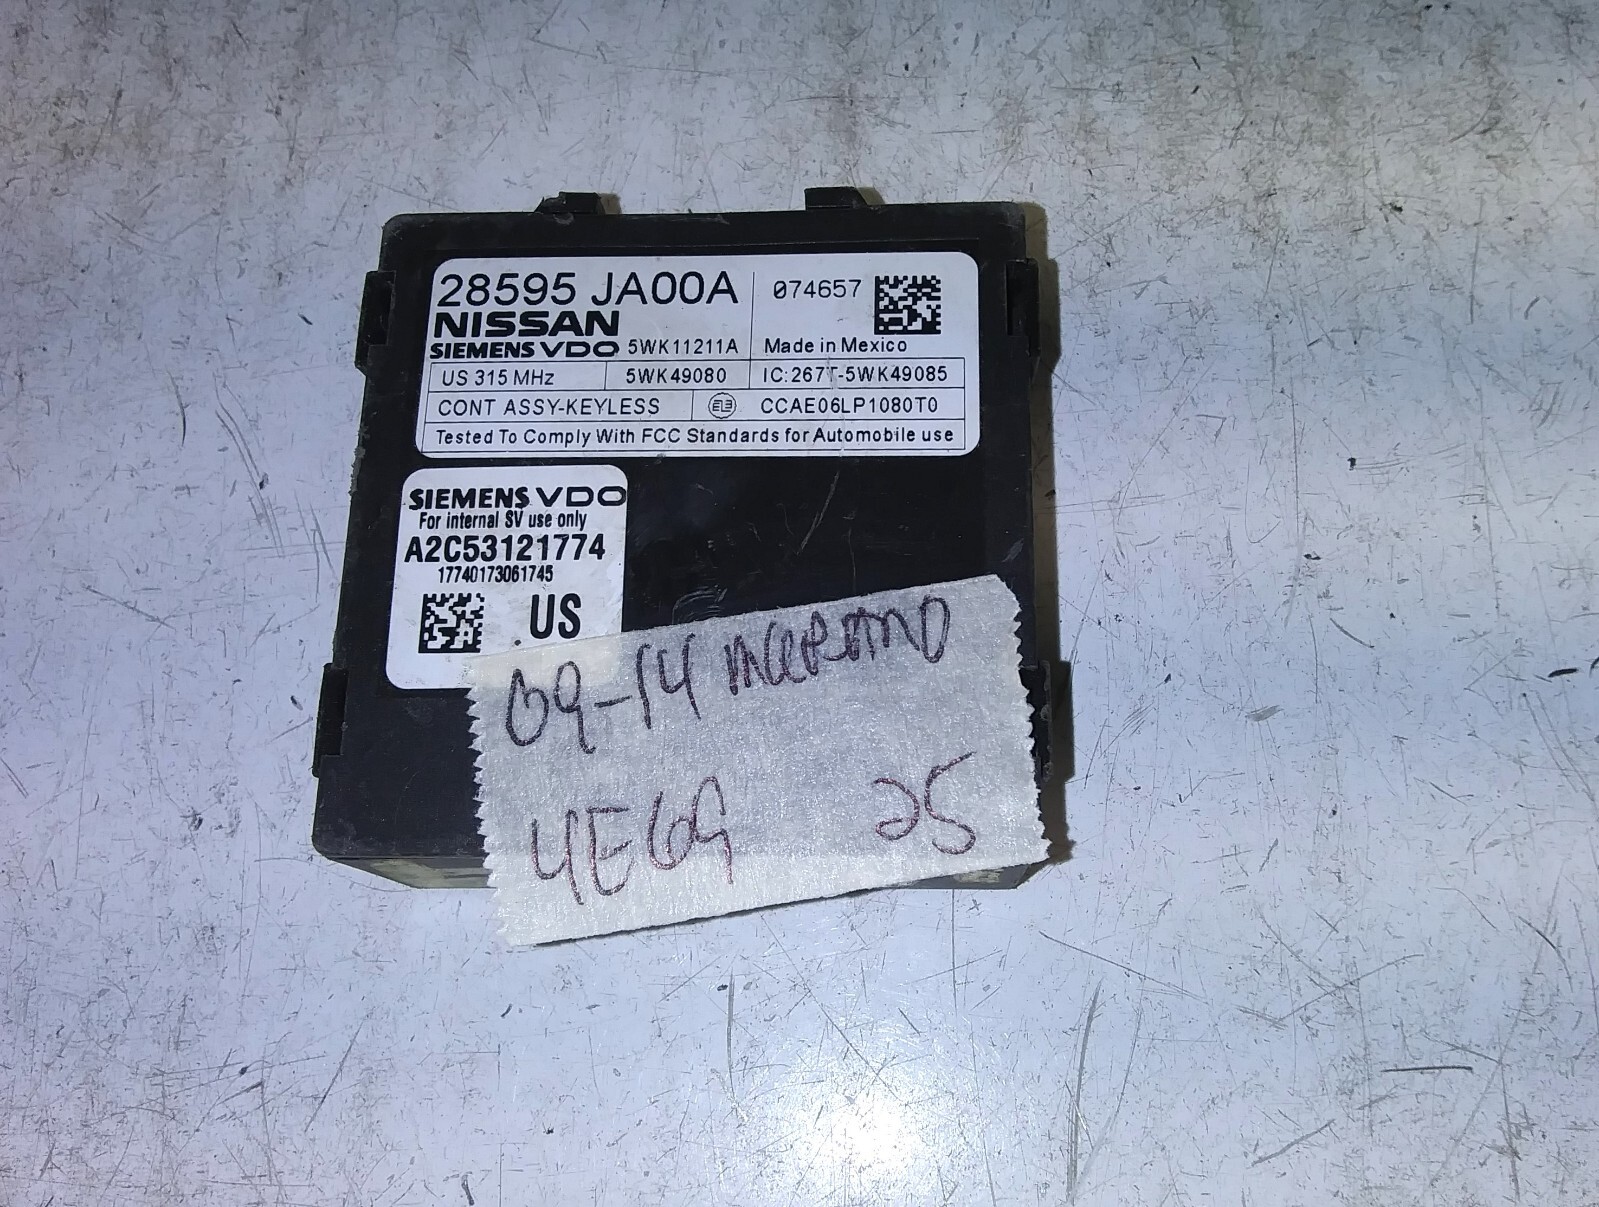 28595 JA00A 074657
NISSAN
SIEMENS VDO 5WK11211A Made in Mexico
US 315 MHz 5WK49080 IC:267T-5WK49085
CONT ASSY-KEYLESS CCAE06LP1080T0
Tested To Comply With FCC Standards for Automobile use
SIEMENS VDO
For internal SV use only
A2C53121774
17740173061745
US
09-14 MURANO
4E69 25